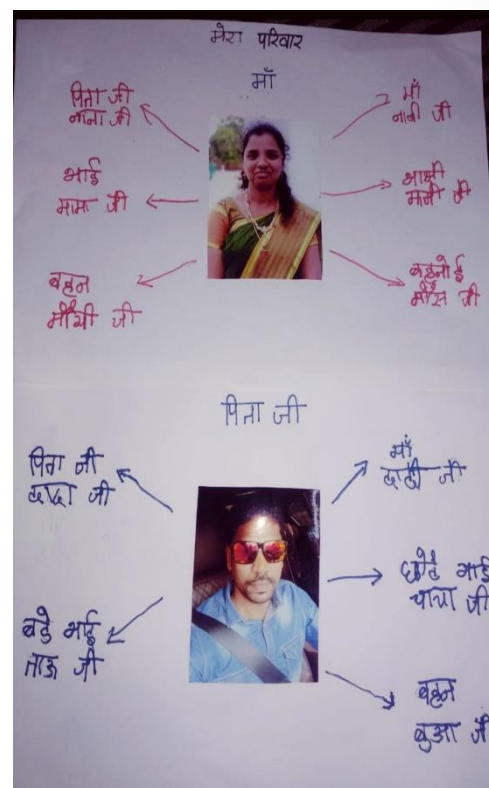 मेरा परिवार
माँ
पिता जी
नाना जी
माँ
नानी जी
भाई
मामा जी
भाभी
मामी जी
बहन
मौसी जी
बहनोई
मौसा जी
पिता जी
पिता जी
दादा जी
माँ
दादी जी
छोटे भाई
चाचा जी
बड़े भाई
ताऊ जी
बहन
बुआ जी